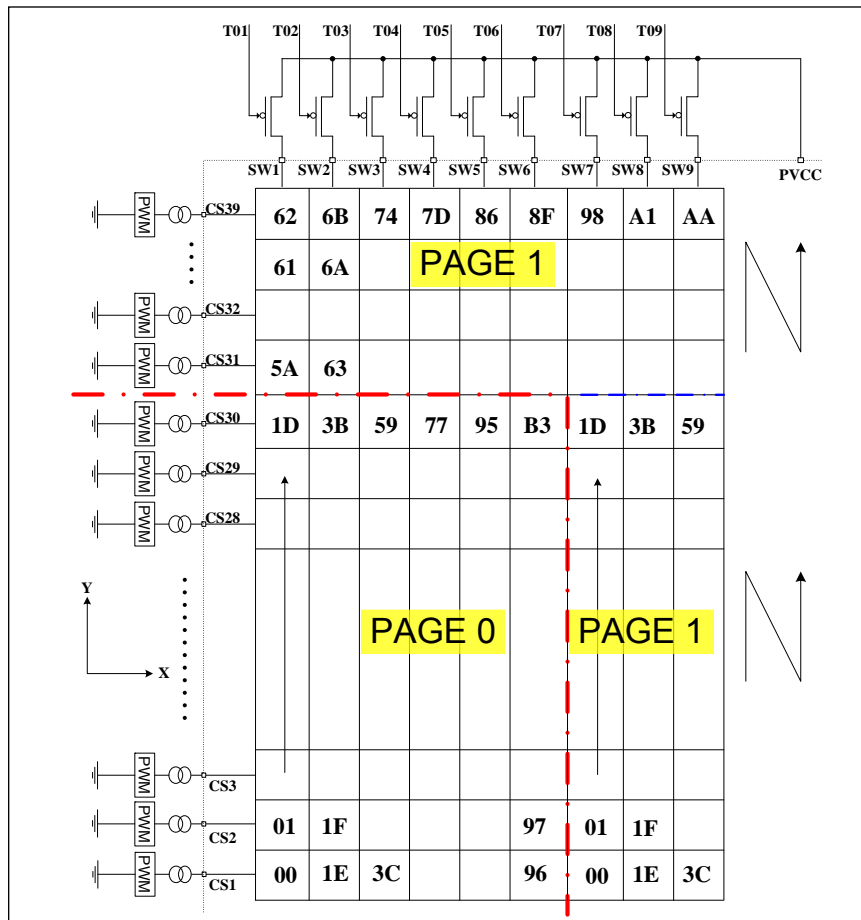 T01 T02 T03 T04 T05 T06 T07 T08 T09
SW1 SW2 SW3 SW4 SW5 SW6 SW7 SW8 SW9 PVCC
PWM CS39 62 6B 74 7D 86 8F 98 A1 AA
61 6A PAGE 1
PWM CS32
PWM CS31 5A 63
PWM CS30 1D 3B 59 77 95 B3 1D 3B 59
PWM CS29
PWM CS28
Y
PAGE 0 PAGE 1
X
PWM CS3
PWM CS2 01 1F 97 01 1F
PWM CS1 00 1E 3C 96 00 1E 3C